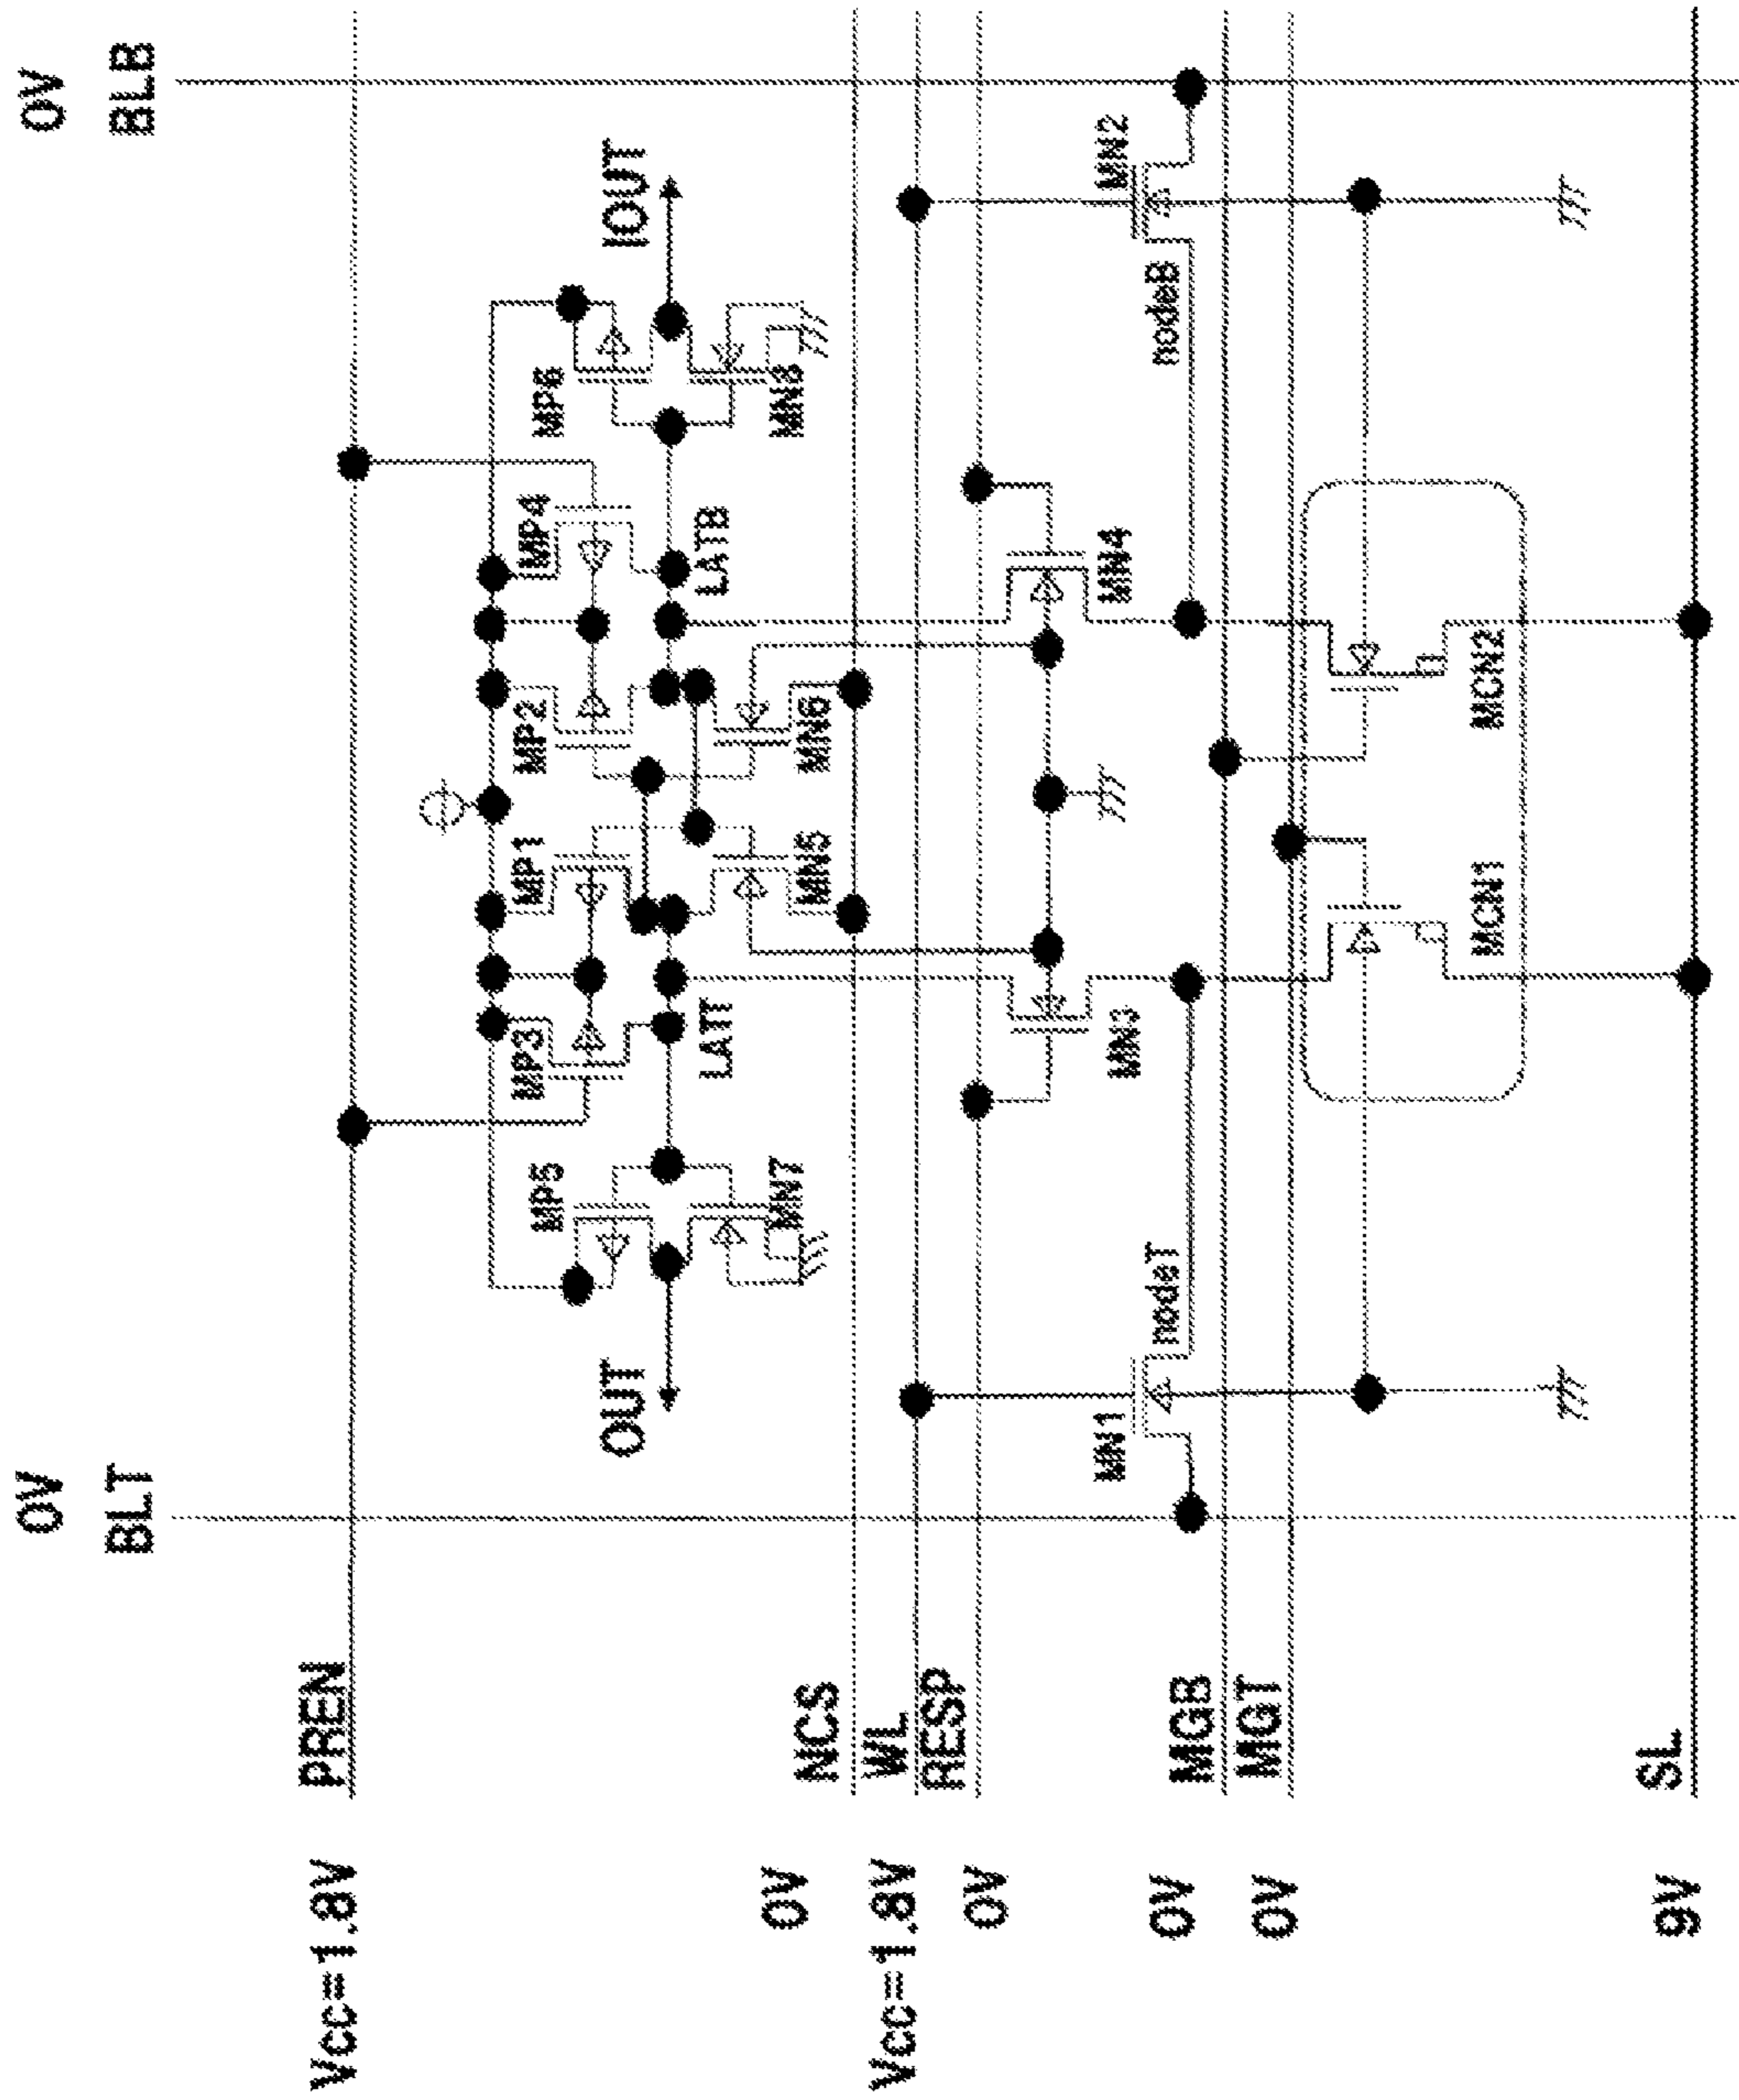 0V 0V
BLT BLB
Vcc=1.8V PREN
MP5 MP3 MP1 MP2 MP4 MP6
OUT IOUT
LATT LATB
MN7 MN5 MN6 MN8
0V NCS
Vcc=1.8V WL
0V RESP
MN1 MN3 MN4 MN2
nodeT nodeB
0V MGB
0V MGT
MCN1 MCN2
9V SL